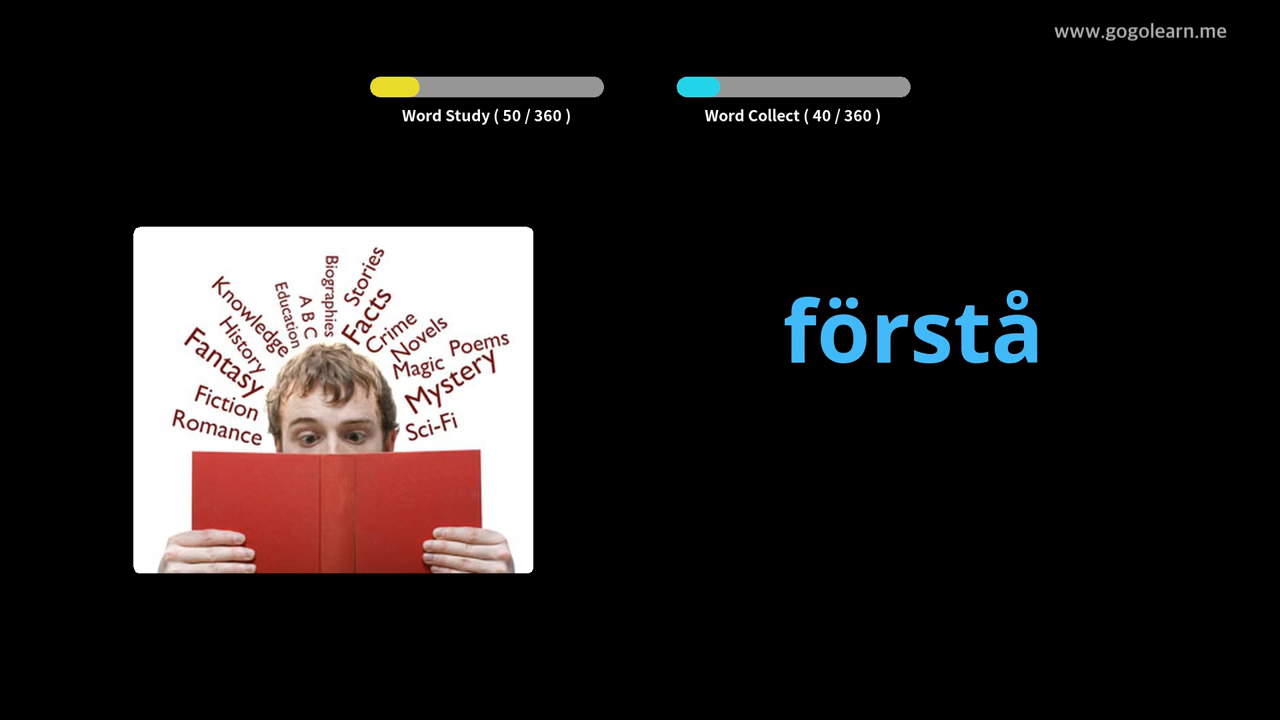 www.gogolearn.me
Word Study ( 50 / 360 )
Word Collect ( 40 / 360 )
förstå
Romance
Fiction
Fantasy
History
Knowledge
Education
A B C
Biographies
Stories
Facts
Crime
Novels
Magic
Poems
Mystery
Sci-Fi